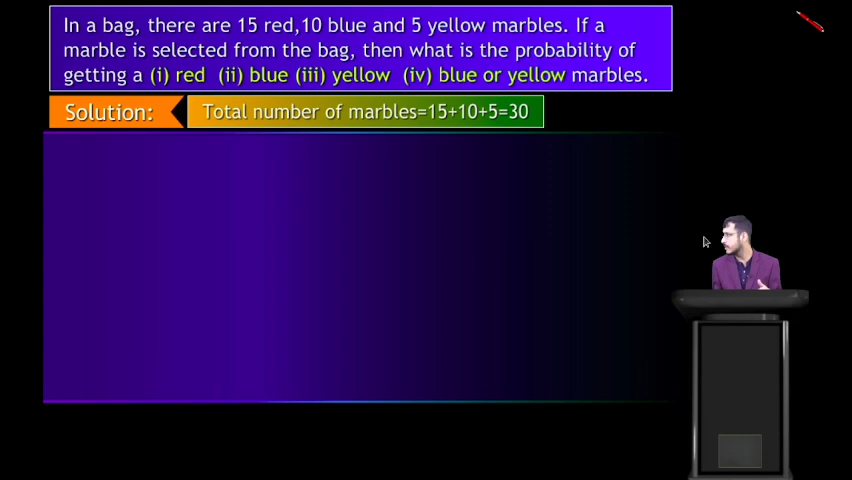 In a bag, there are 15 red,10 blue and 5 yellow marbles. If a
marble is selected from the bag, then what is the probability of
getting a (i) red (ii) blue (iii) yellow (iv) blue or yellow marbles.
Solution:
Total number of marbles=15+10+5=30